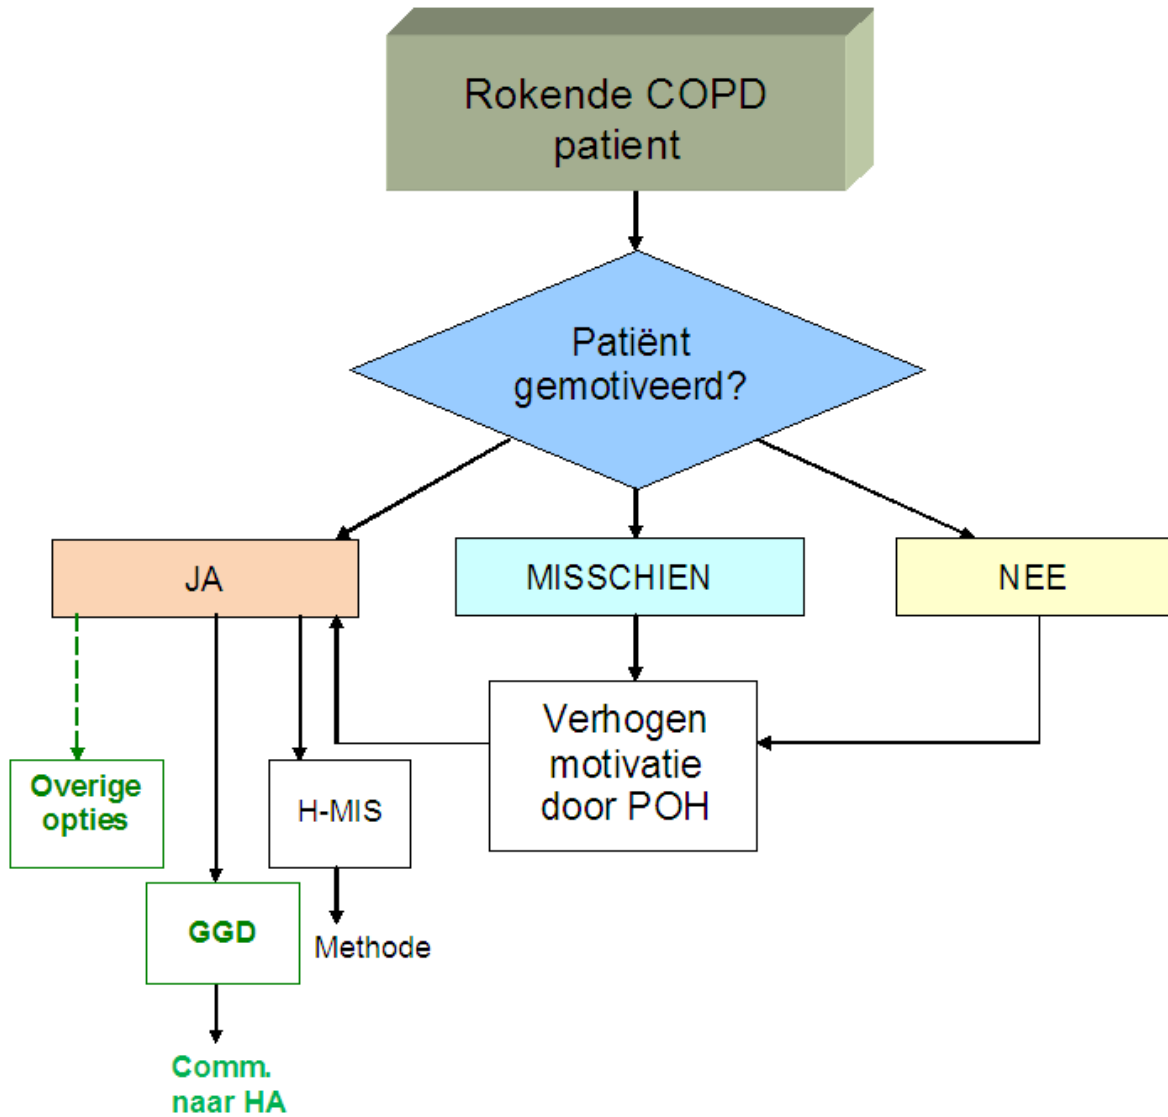 Rokende COPD
patient
Patiënt
gemotiveerd?
JA
MISSCHIEN
NEE
Verhogen
motivatie
door POH
Overige
opties
H-MIS
GGD
Methode
Comm.
naar HA